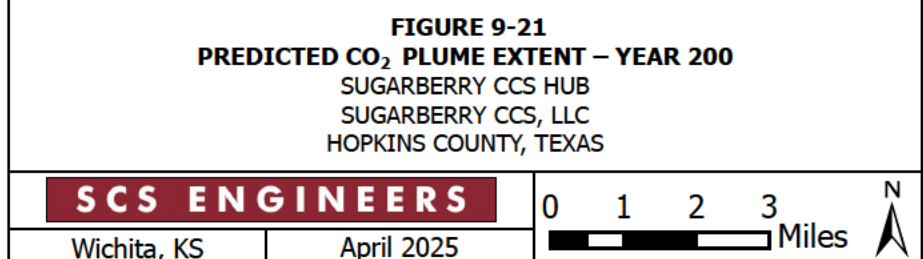 FIGURE 9-21
PREDICTED CO₂ PLUME EXTENT – YEAR 200
SUGARBERRY CCS HUB
SUGARBERRY CCS, LLC
HOPKINS COUNTY, TEXAS
SCS ENGINEERS
Wichita, KS
April 2025
0 1 2 3
Miles
N